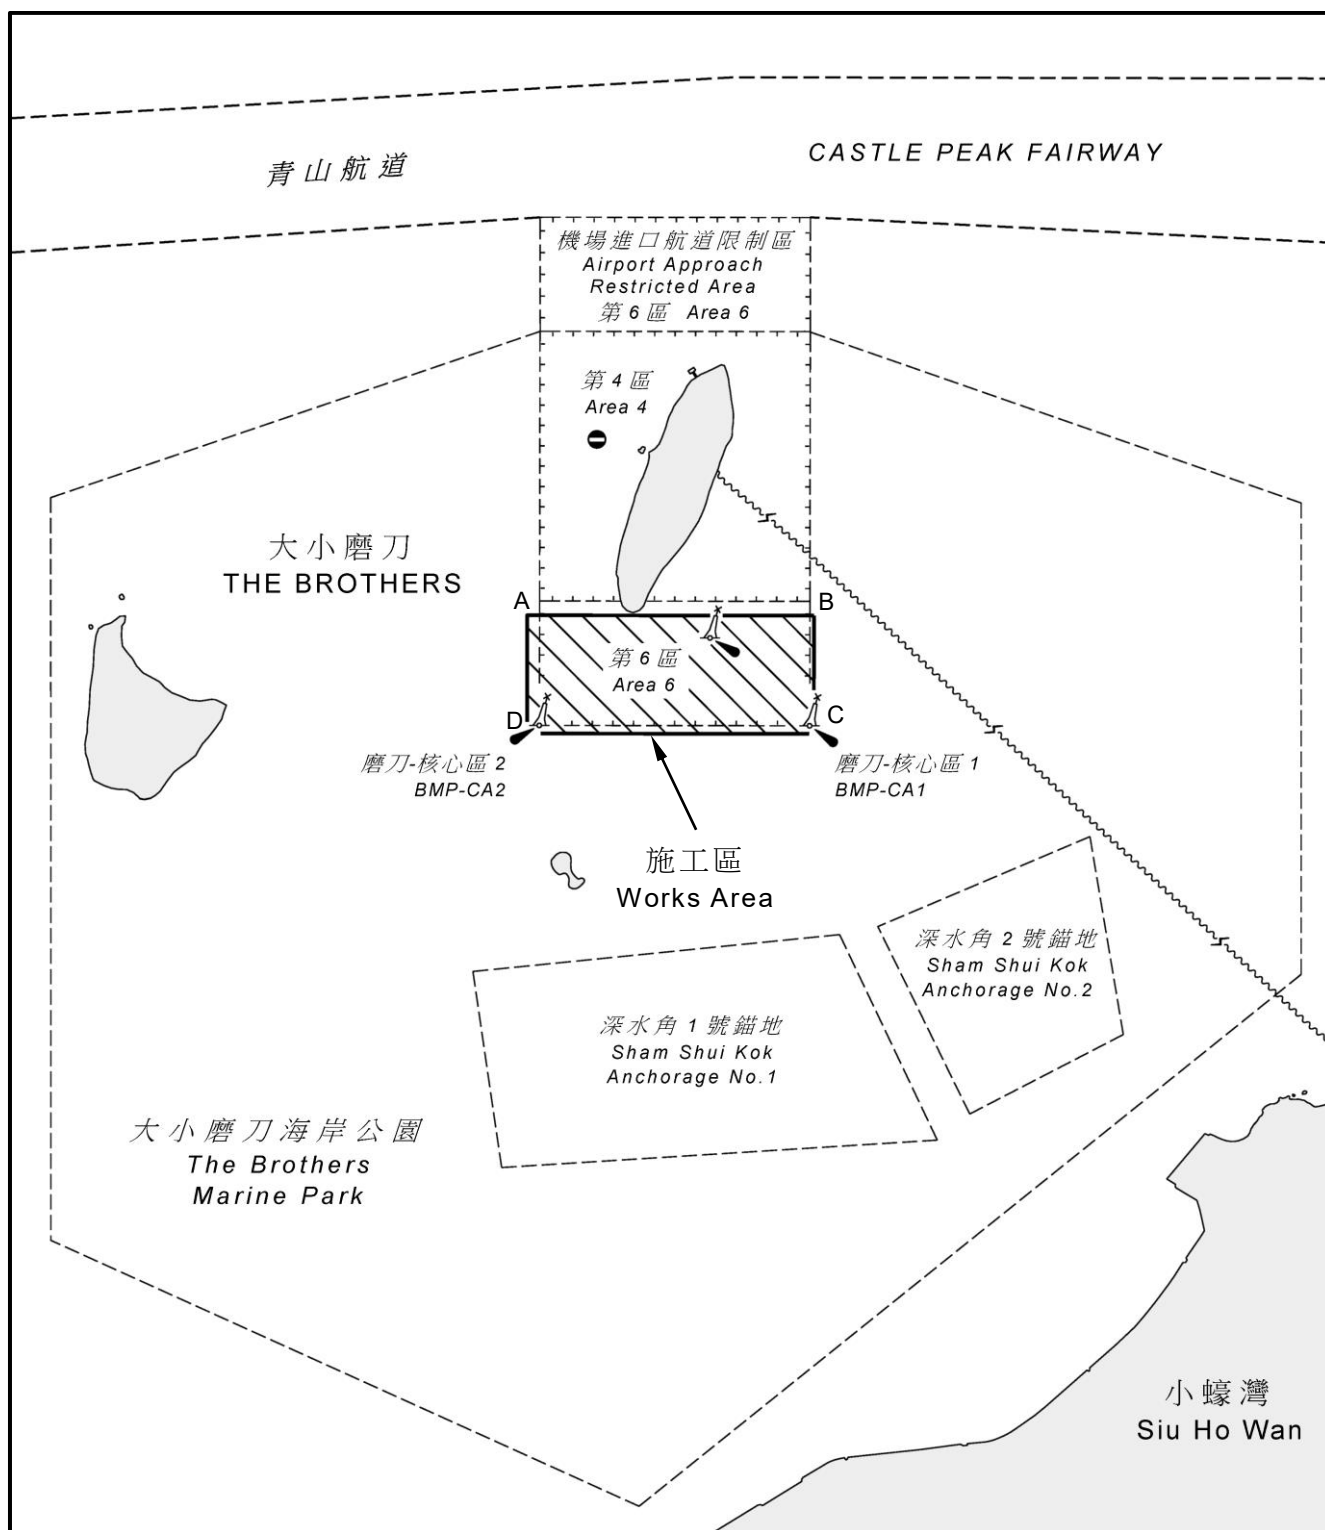 青山航道
CASTLE PEAK FAIRWAY
機場進口航道限制區
Airport Approach
Restricted Area
第 6 區 Area 6
第 4 區
Area 4
大小磨刀
THE BROTHERS
A
B
第 6 區
Area 6
D
C
磨刀-核心區 2
BMP-CA2
磨刀-核心區 1
BMP-CA1
施工區
Works Area
深水角 2 號錨地
Sham Shui Kok
Anchorage No.2
深水角 1 號錨地
Sham Shui Kok
Anchorage No.1
大小磨刀海岸公園
The Brothers
Marine Park
小蠔灣
Siu Ho Wan